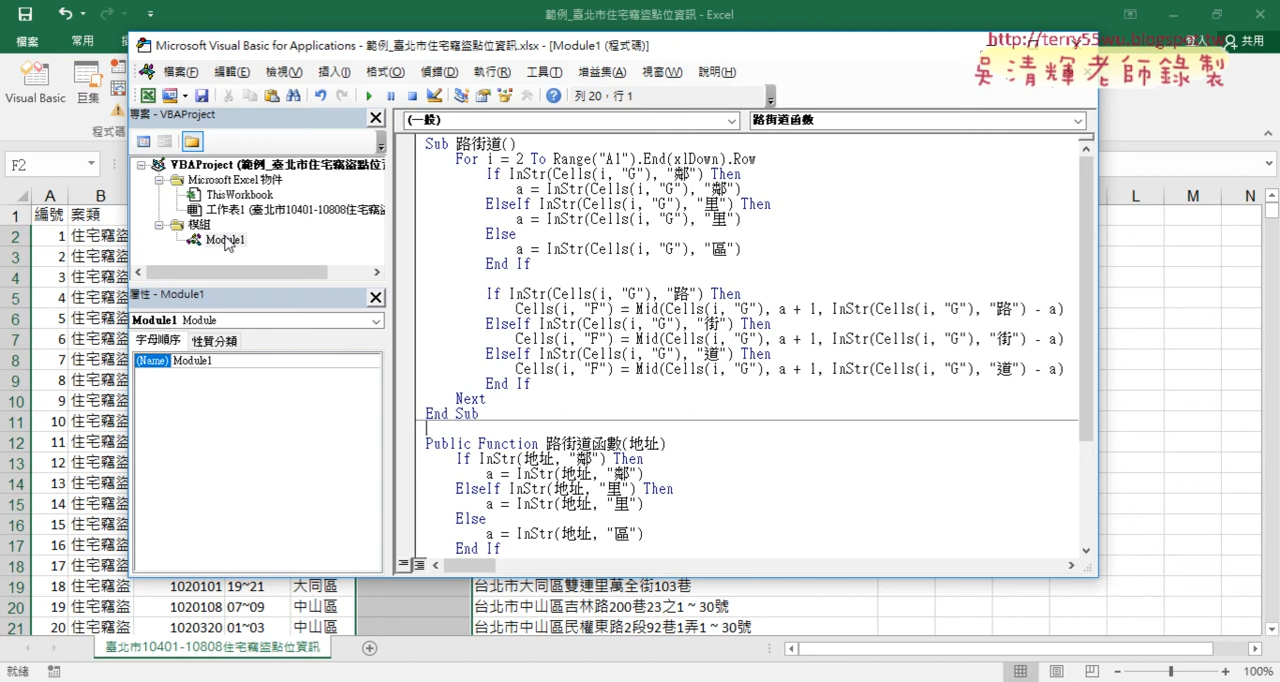 範例_臺北市住宅竊盜點位資訊 - Excel
檔案 常用
登入 共用
http://terry55wu.blogspot.tw
吳清輝老師錄製
Visual Basic 巨集
程式碼
Microsoft Visual Basic for Applications - 範例_臺北市住宅竊盜點位資訊.xlsx - [Module1 (程式碼)]
檔案(F) 編輯(E) 檢視(V) 插入(I) 格式(O) 偵錯(D) 執行(R) 工具(T) 增益集(A) 視窗(W) 說明(H)
列 20，行 1
專案 - VBAProject
VBAProject (範例_臺北市住宅竊盜點位
Microsoft Excel 物件
ThisWorkbook
工作表1 (臺北市10401-10808住宅竊
模組
Module1
屬性 - Module1
Module1 Module
字母順序 性質分類
(Name) Module1
(一般) 路街道函數
Sub 路街道()
For i = 2 To Range("A1").End(xlDown).Row
If InStr(Cells(i, "G"), "鄰") Then
a = InStr(Cells(i, "G"), "鄰")
ElseIf InStr(Cells(i, "G"), "里") Then
a = InStr(Cells(i, "G"), "里")
Else
a = InStr(Cells(i, "G"), "區")
End If
If InStr(Cells(i, "G"), "路") Then
Cells(i, "F") = Mid(Cells(i, "G"), a + 1, InStr(Cells(i, "G"), "路") - a)
ElseIf InStr(Cells(i, "G"), "街") Then
Cells(i, "F") = Mid(Cells(i, "G"), a + 1, InStr(Cells(i, "G"), "街") - a)
ElseIf InStr(Cells(i, "G"), "道") Then
Cells(i, "F") = Mid(Cells(i, "G"), a + 1, InStr(Cells(i, "G"), "道") - a)
End If
Next
End Sub
Public Function 路街道函數(地址)
If InStr(地址, "鄰") Then
a = InStr(地址, "鄰")
ElseIf InStr(地址, "里") Then
a = InStr(地址, "里")
Else
a = InStr(地址, "區")
End If
F2
A B L M N
1 編號 案類
2 1 住宅竊盜
3 2 住宅竊盜
4 3 住宅竊盜
5 4 住宅竊盜
6 5 住宅竊盜
7 6 住宅竊盜
8 7 住宅竊盜
9 8 住宅竊盜
10 9 住宅竊盜
11 10 住宅竊盜
12 11 住宅竊盜
13 12 住宅竊盜
14 13 住宅竊盜
15 14 住宅竊盜
16 15 住宅竊盜
17 16 住宅竊盜
18 17 住宅竊盜
19 18 住宅竊盜 1020101 19~21 大同區 台北市大同區雙連里萬全街103巷
20 19 住宅竊盜 1020108 07~09 中山區 台北市中山區吉林路200巷23之1 ~ 30號
21 20 住宅竊盜 1020320 01~03 中山區 台北市中山區民權東路2段92巷1弄1 ~ 30號
臺北市10401-10808住宅竊盜點位資訊
就緒 100%